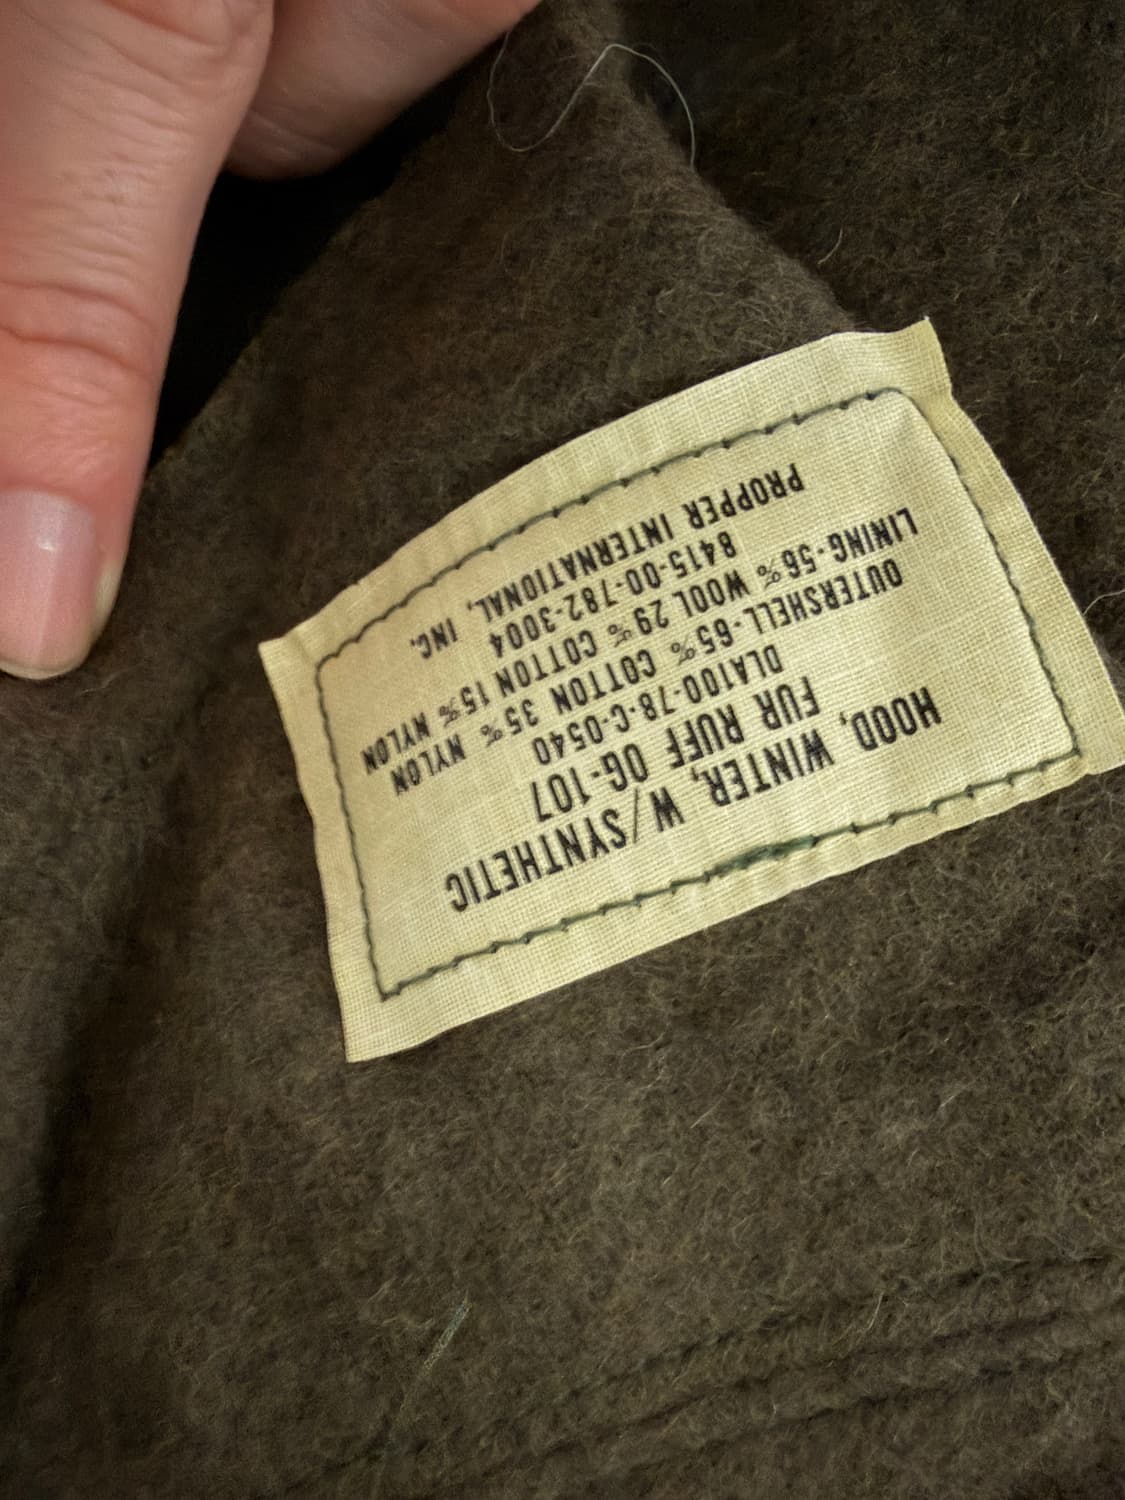 HOOD, WINTER, W/SYNTHETIC
FUR RUFF OG-107
DLA100-78-C-0540
OUTERSHELL-65% COTTON 35% NYLON
LINING-56% WOOL 29% COTTON 15% NYLON
8415-00-782-3004
PROPPER INTERNATIONAL, INC.